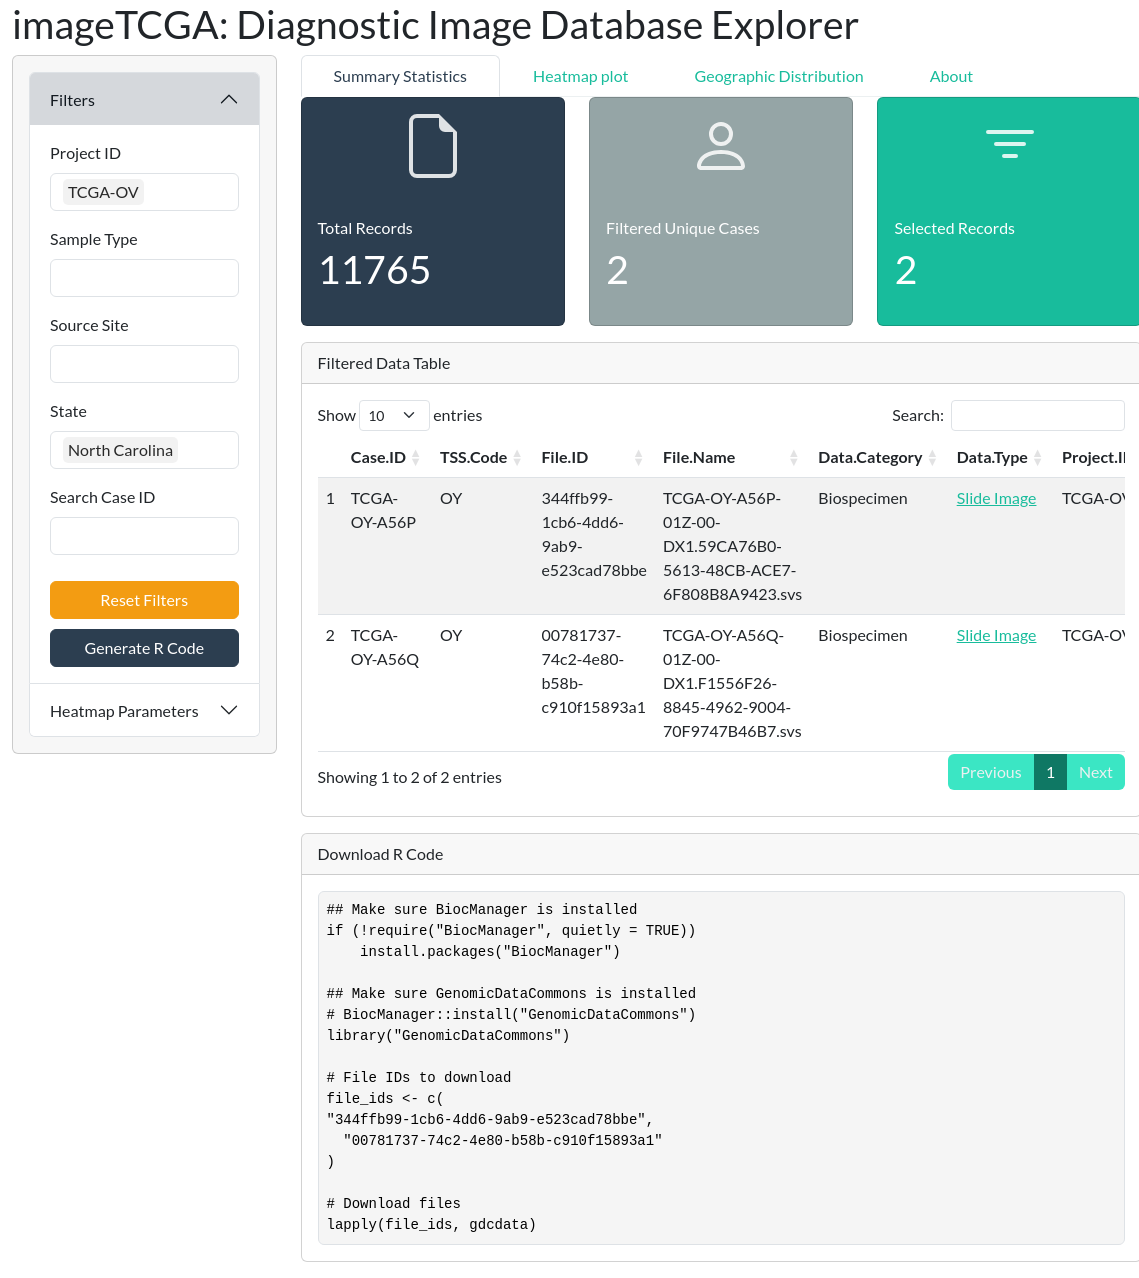 imageTCGA: Diagnostic Image Database Explorer
Filters
Project ID
TCGA-OV
Sample Type
Source Site
State
North Carolina
Search Case ID
Reset Filters
Generate R Code
Heatmap Parameters
Summary Statistics Heatmap plot Geographic Distribution About
Total Records
11765
Filtered Unique Cases
2
Selected Records
2
Filtered Data Table
Show 10 entries Search:
Case.ID TSS.Code File.ID File.Name Data.Category Data.Type Project.I
1 TCGA- OY 344ffb99- TCGA-OY-A56P- Biospecimen Slide Image TCGA-OV
OY-A56P 1cb6-4dd6- 01Z-00-
9ab9- DX1.59CA76B0-
e523cad78bbe 5613-48CB-ACE7-
6F808B8A9423.svs
2 TCGA- OY 00781737- TCGA-OY-A56Q- Biospecimen Slide Image TCGA-OV
OY-A56Q 74c2-4e80- 01Z-00-
b58b- DX1.F1556F26-
c910f15893a1 8845-4962-9004-
70F9747B46B7.svs
Showing 1 to 2 of 2 entries
Previous 1 Next
Download R Code
## Make sure BiocManager is installed
if (!require("BiocManager", quietly = TRUE))
    install.packages("BiocManager")
## Make sure GenomicDataCommons is installed
# BiocManager::install("GenomicDataCommons")
library("GenomicDataCommons")
# File IDs to download
file_ids <- c(
"344ffb99-1cb6-4dd6-9ab9-e523cad78bbe",
  "00781737-74c2-4e80-b58b-c910f15893a1"
)
# Download files
lapply(file_ids, gdcdata)